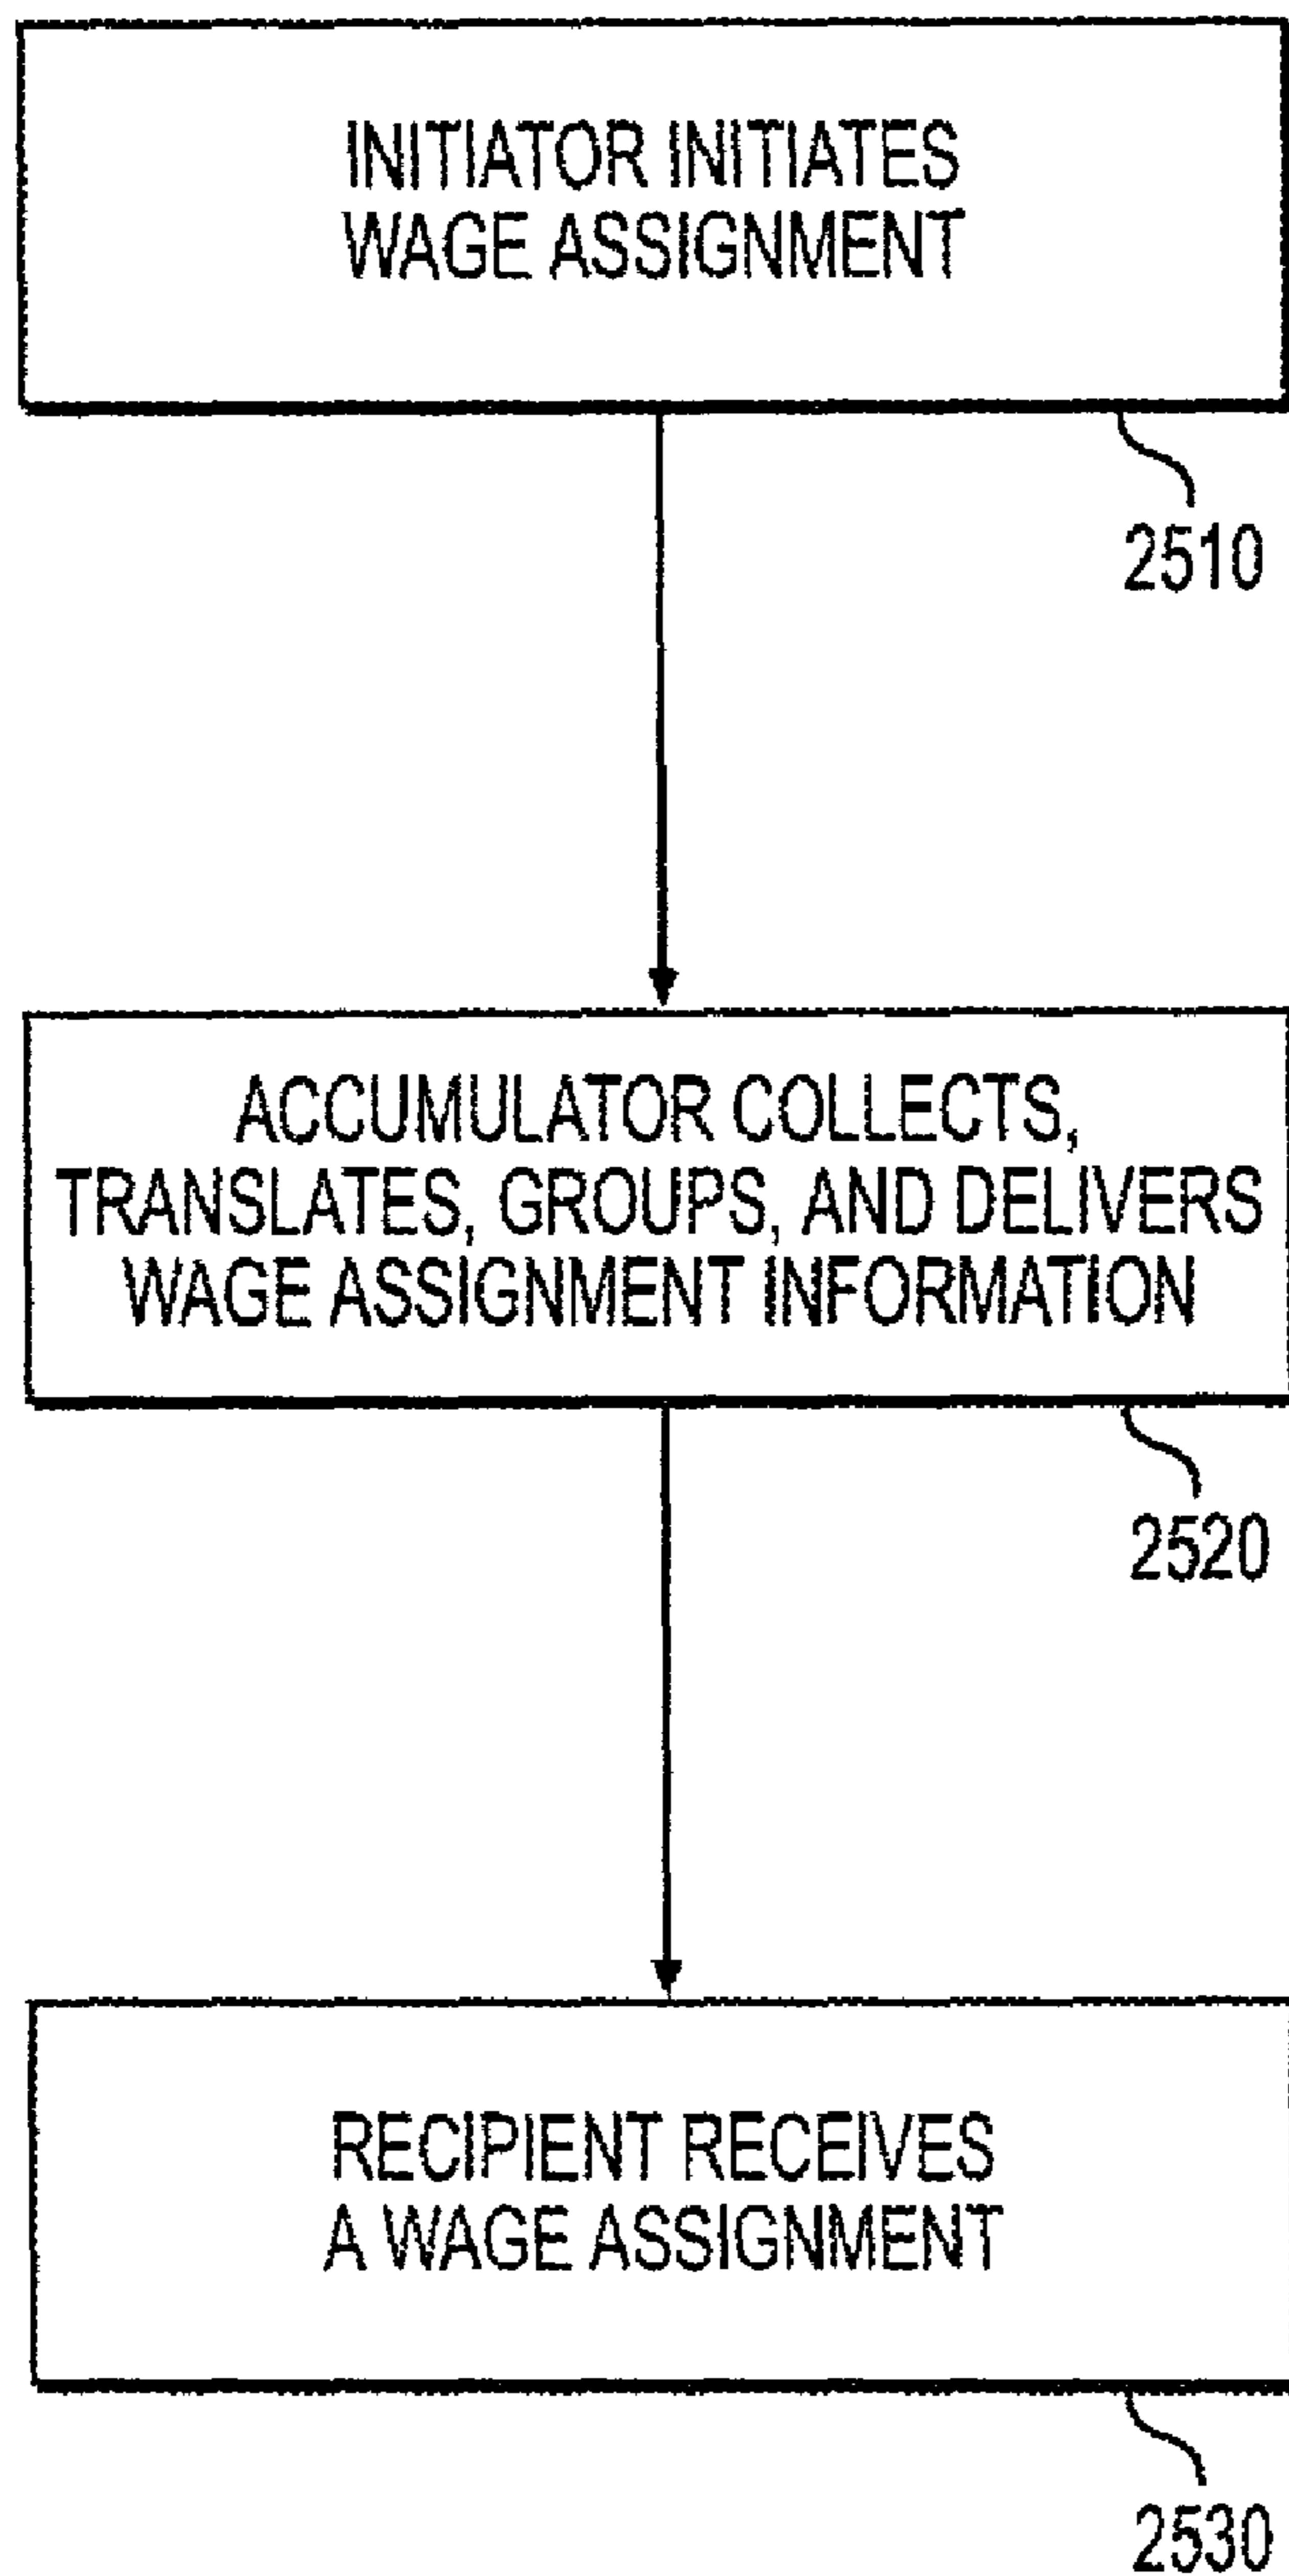 INITIATOR INITIATES
WAGE ASSIGNMENT
2510
ACCUMULATOR COLLECTS,
TRANSLATES, GROUPS, AND DELIVERS
WAGE ASSIGNMENT INFORMATION
2520
RECIPIENT RECEIVES
A WAGE ASSIGNMENT
2530